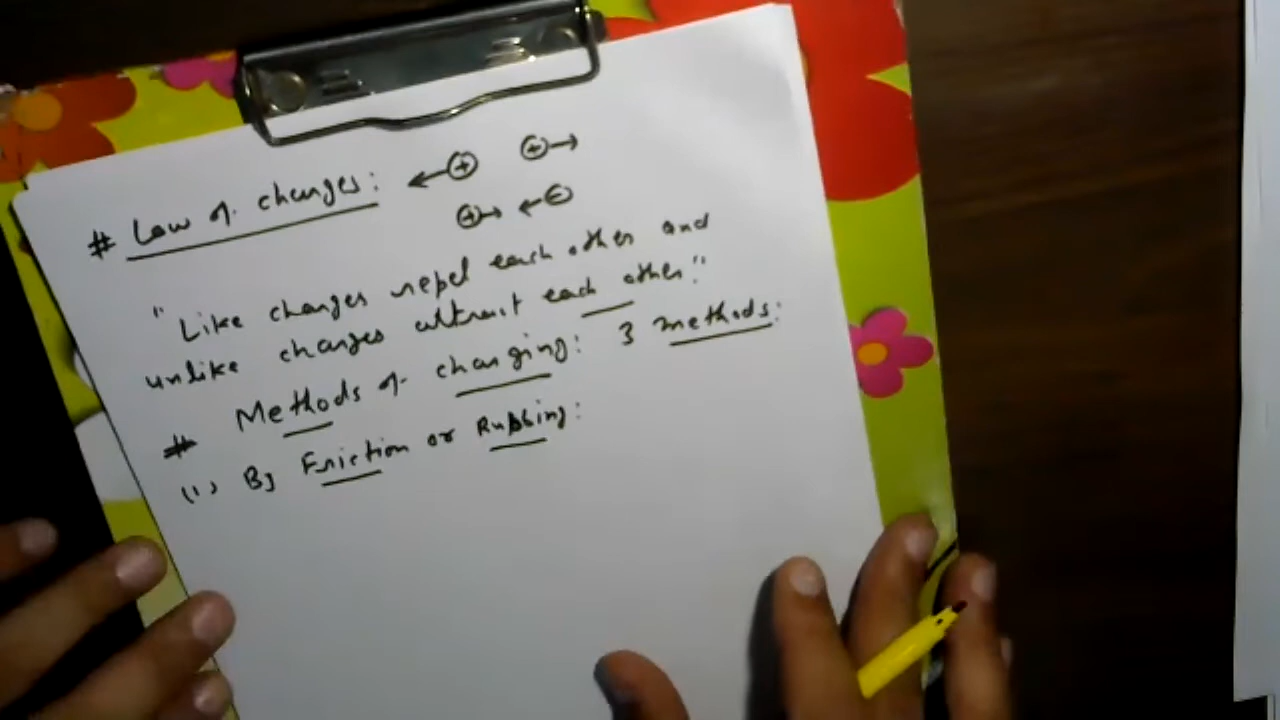 # Law of charges: ←⊕ ⊕→
⊕→ ←⊖
"Like charges repel each other and
unlike charges attract each other."
# Methods of charging: 3 methods:
(1) By Friction or Rubbing: